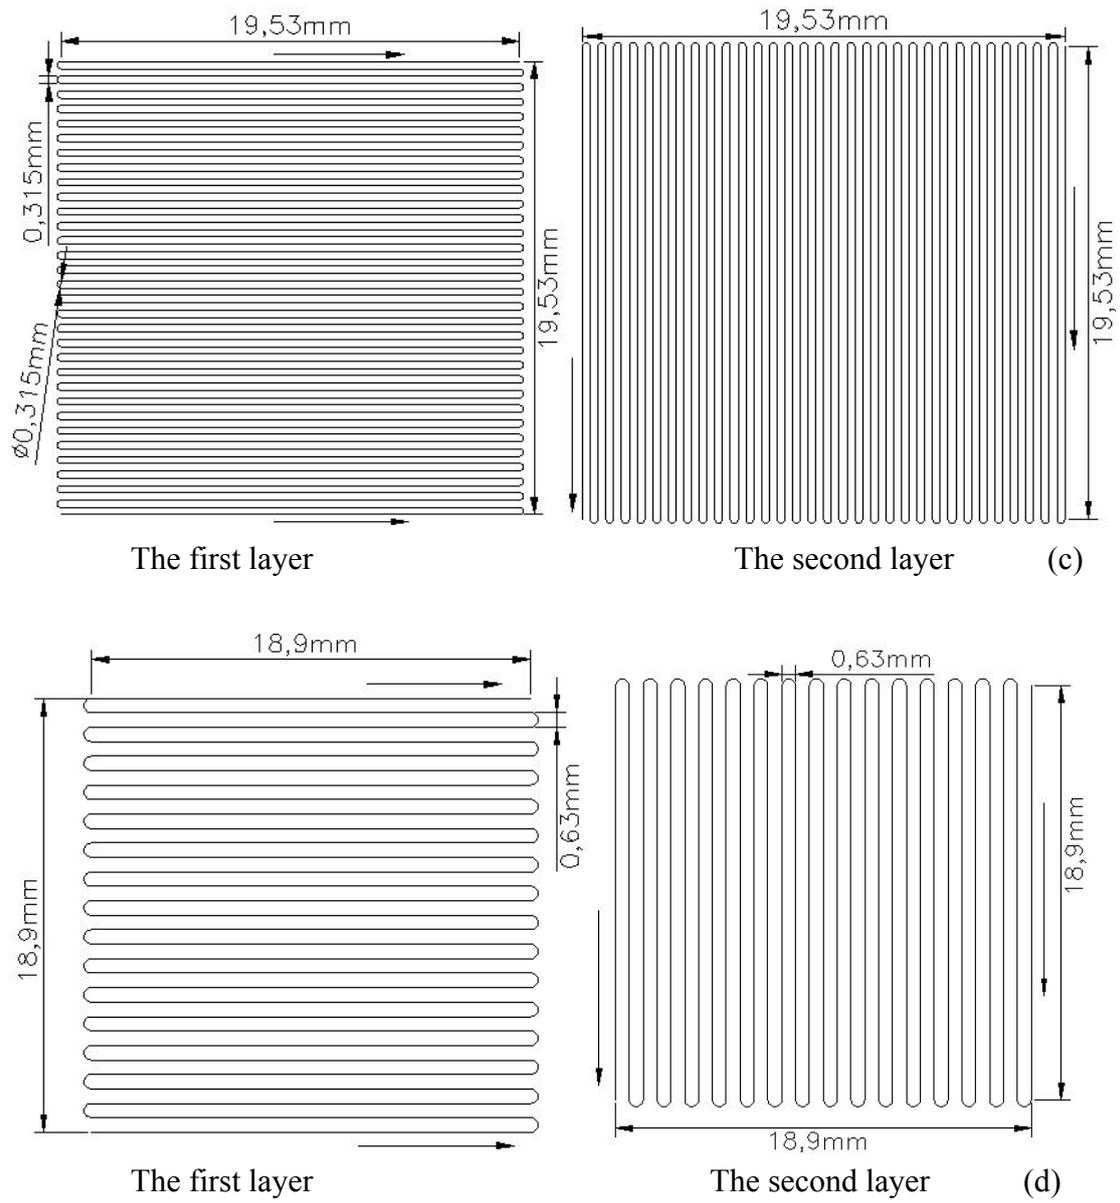 19,53mm
19,53mm
0,315mm
ø0,315mm
19,53mm
19,53mm
The first layer
The second layer
(c)
18,9mm
0,63mm
0,63mm
18,9mm
18,9mm
18,9mm
The first layer
The second layer
(d)